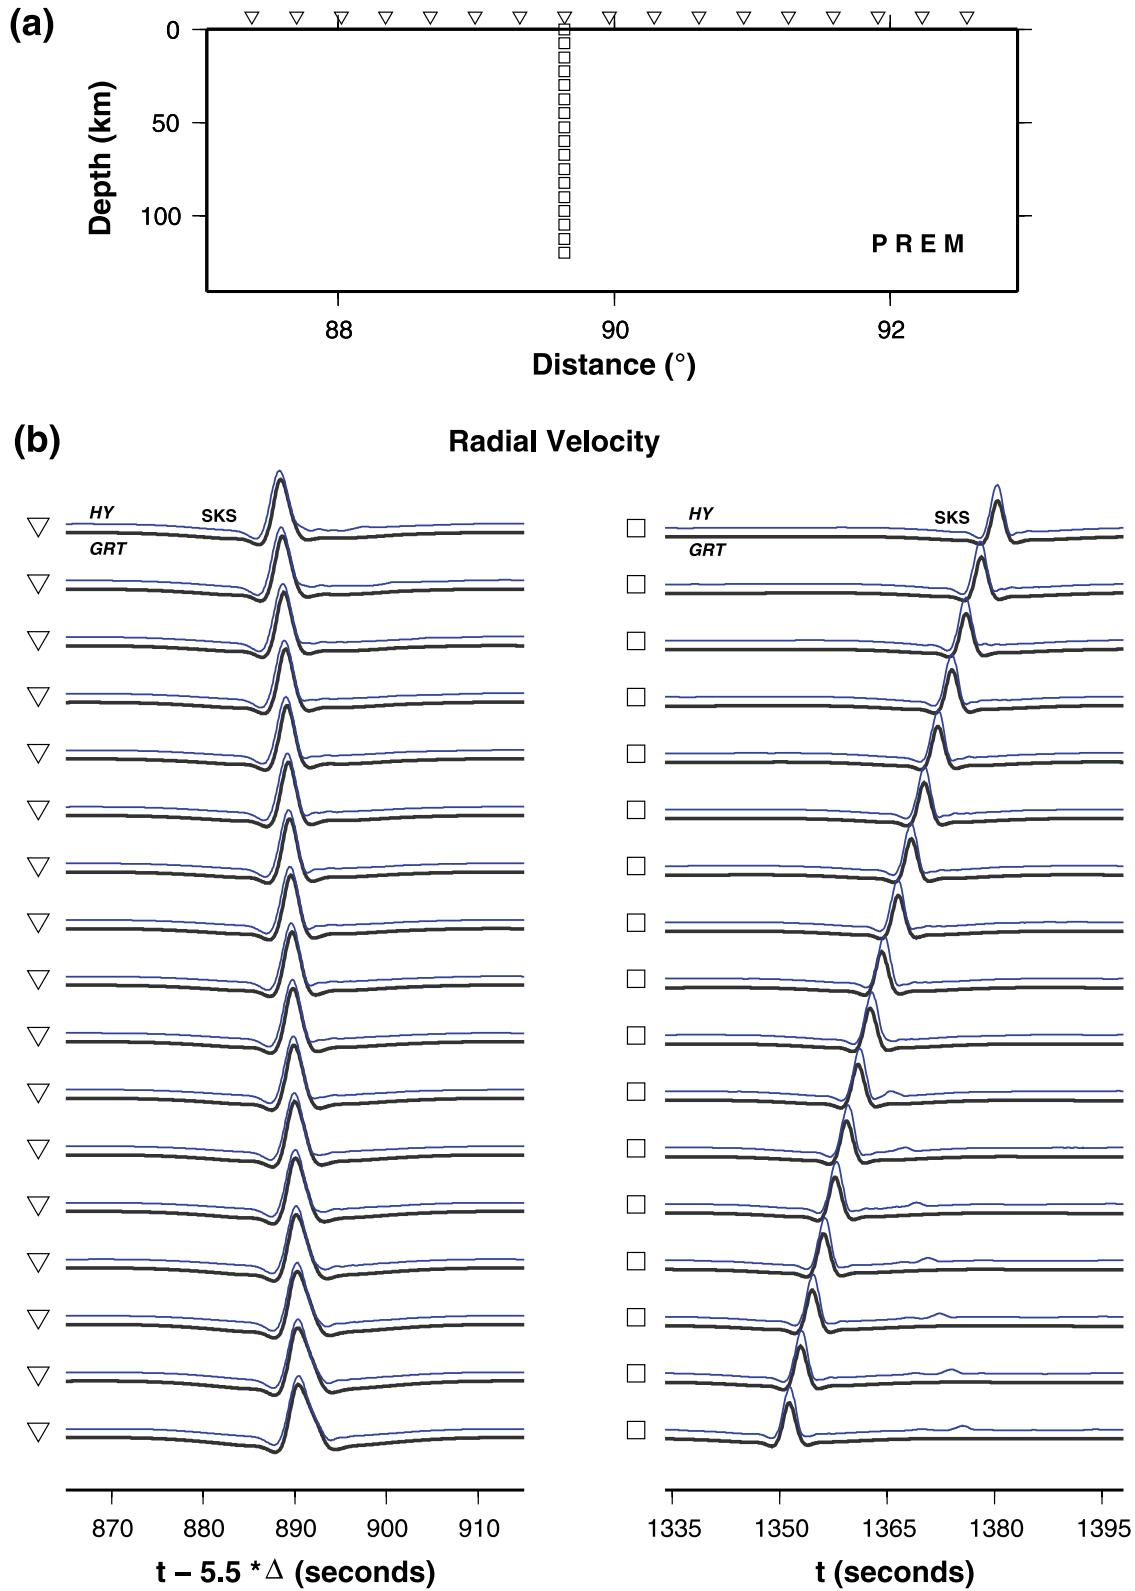 (a)
0
50
100
Depth (km)
P R E M
88 90 92
Distance (°)
(b)
Radial Velocity
HY SKS
GRT
HY SKS
GRT
870 880 890 900 910
t – 5.5 * Δ (seconds)
1335 1350 1365 1380 1395
t (seconds)